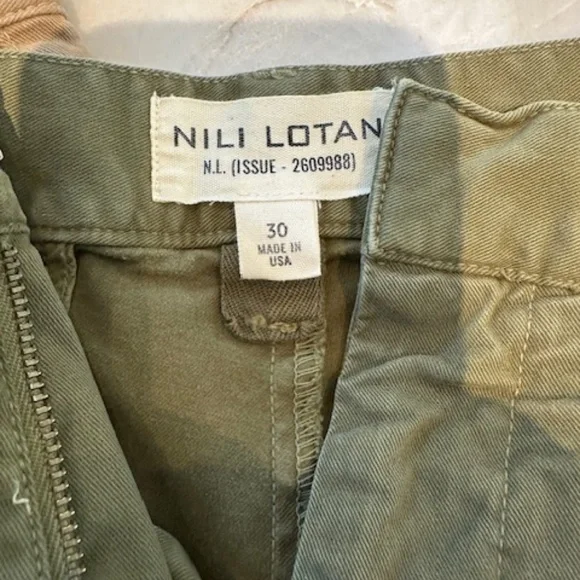 NILI LOTAN
N.L. (ISSUE - 2609988)
30
MADE IN
USA